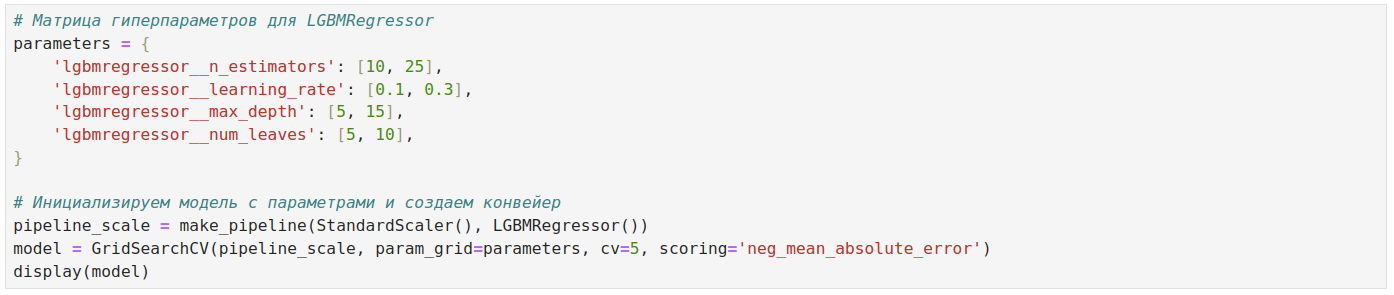 # Матрица гиперпараметров для LGBMRegressor
parameters = {
    'lgbmregressor__n_estimators': [10, 25],
    'lgbmregressor__learning_rate': [0.1, 0.3],
    'lgbmregressor__max_depth': [5, 15],
    'lgbmregressor__num_leaves': [5, 10],
}
# Инициализируем модель с параметрами и создаем конвейер
pipeline_scale = make_pipeline(StandardScaler(), LGBMRegressor())
model = GridSearchCV(pipeline_scale, param_grid=parameters, cv=5, scoring='neg_mean_absolute_error')
display(model)